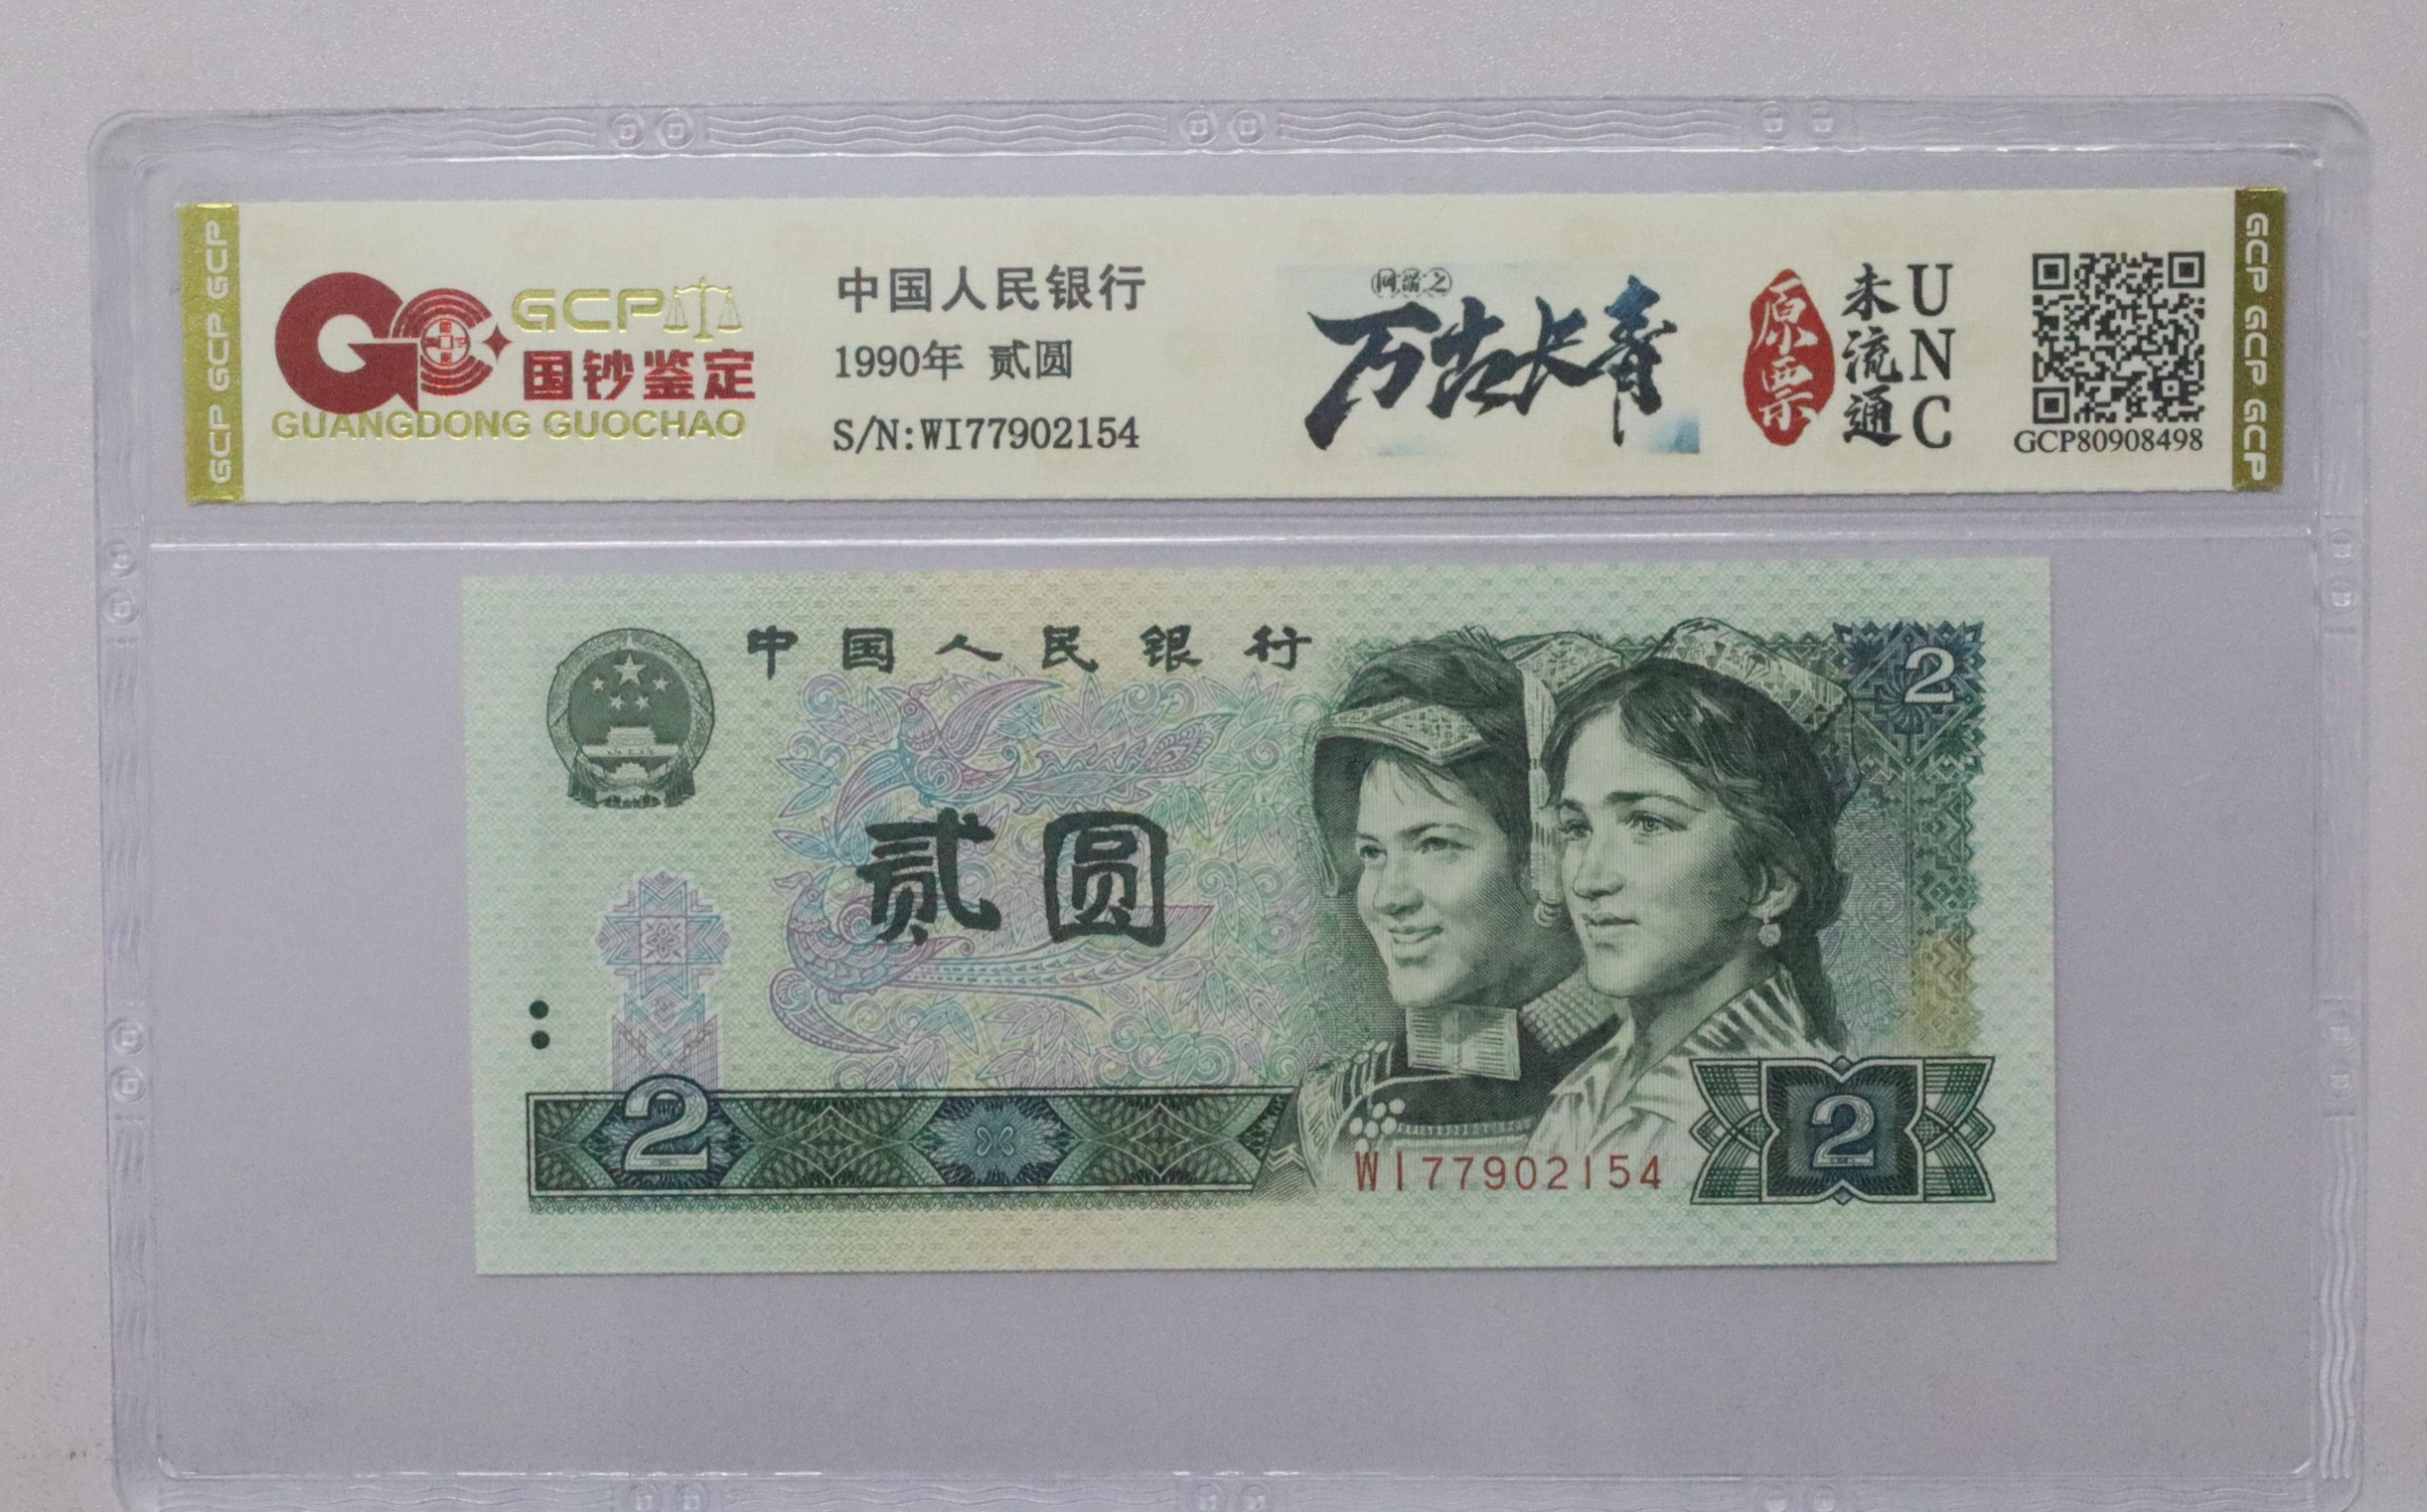 GCP GCP GCP
GCP
国钞鉴定
GUANGDONG GUOCHAO
中国人民银行
1990年 贰圆
S/N:WI77902154
万古长青
原票
未流通
UNC
GCP80908498
GCP GCP GCP
中国人民银行
2
贰圆
2
WI77902154
2